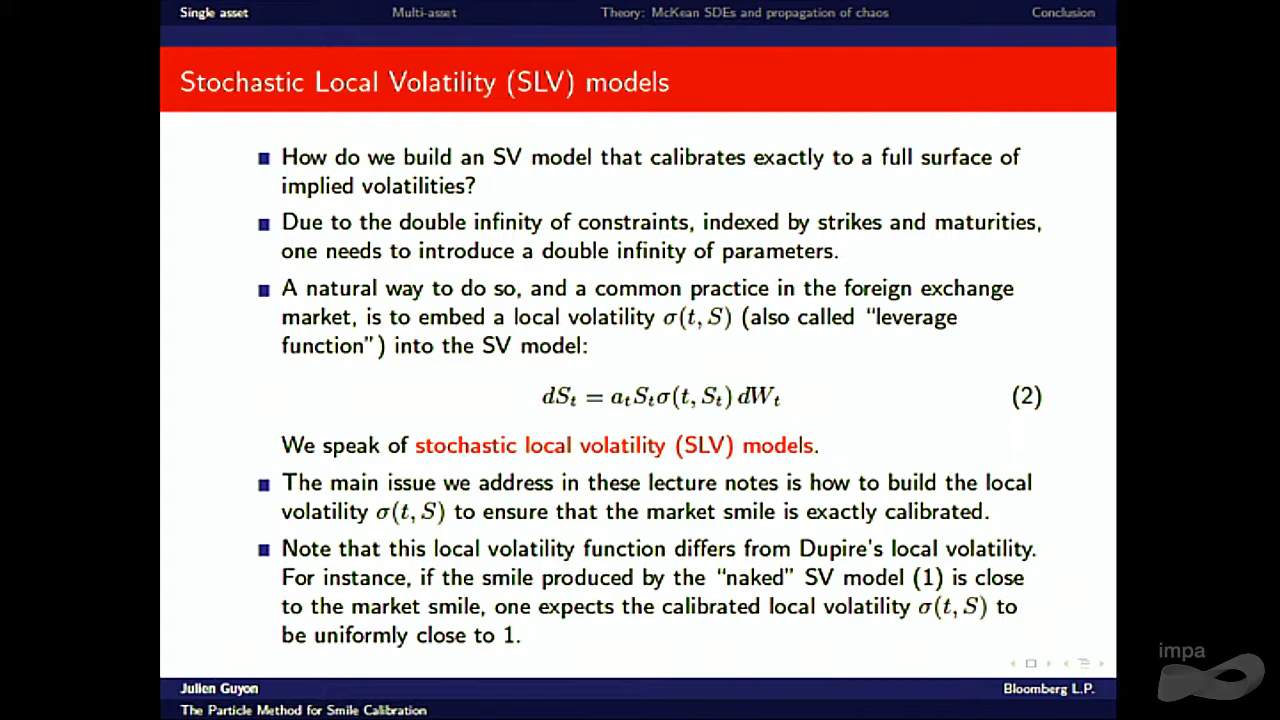 Single asset Multi-asset Theory: McKean SDEs and propagation of chaos Conclusion
Stochastic Local Volatility (SLV) models
How do we build an SV model that calibrates exactly to a full surface of
implied volatilities?
Due to the double infinity of constraints, indexed by strikes and maturities,
one needs to introduce a double infinity of parameters.
A natural way to do so, and a common practice in the foreign exchange
market, is to embed a local volatility σ(t, S) (also called “leverage
function”) into the SV model:
dSₜ = aₜSₜσ(t, Sₜ) dWₜ (2)
We speak of stochastic local volatility (SLV) models.
The main issue we address in these lecture notes is how to build the local
volatility σ(t, S) to ensure that the market smile is exactly calibrated.
Note that this local volatility function differs from Dupire's local volatility.
For instance, if the smile produced by the “naked” SV model (1) is close
to the market smile, one expects the calibrated local volatility σ(t, S) to
be uniformly close to 1.
impa
Julien Guyon Bloomberg L.P.
The Particle Method for Smile Calibration